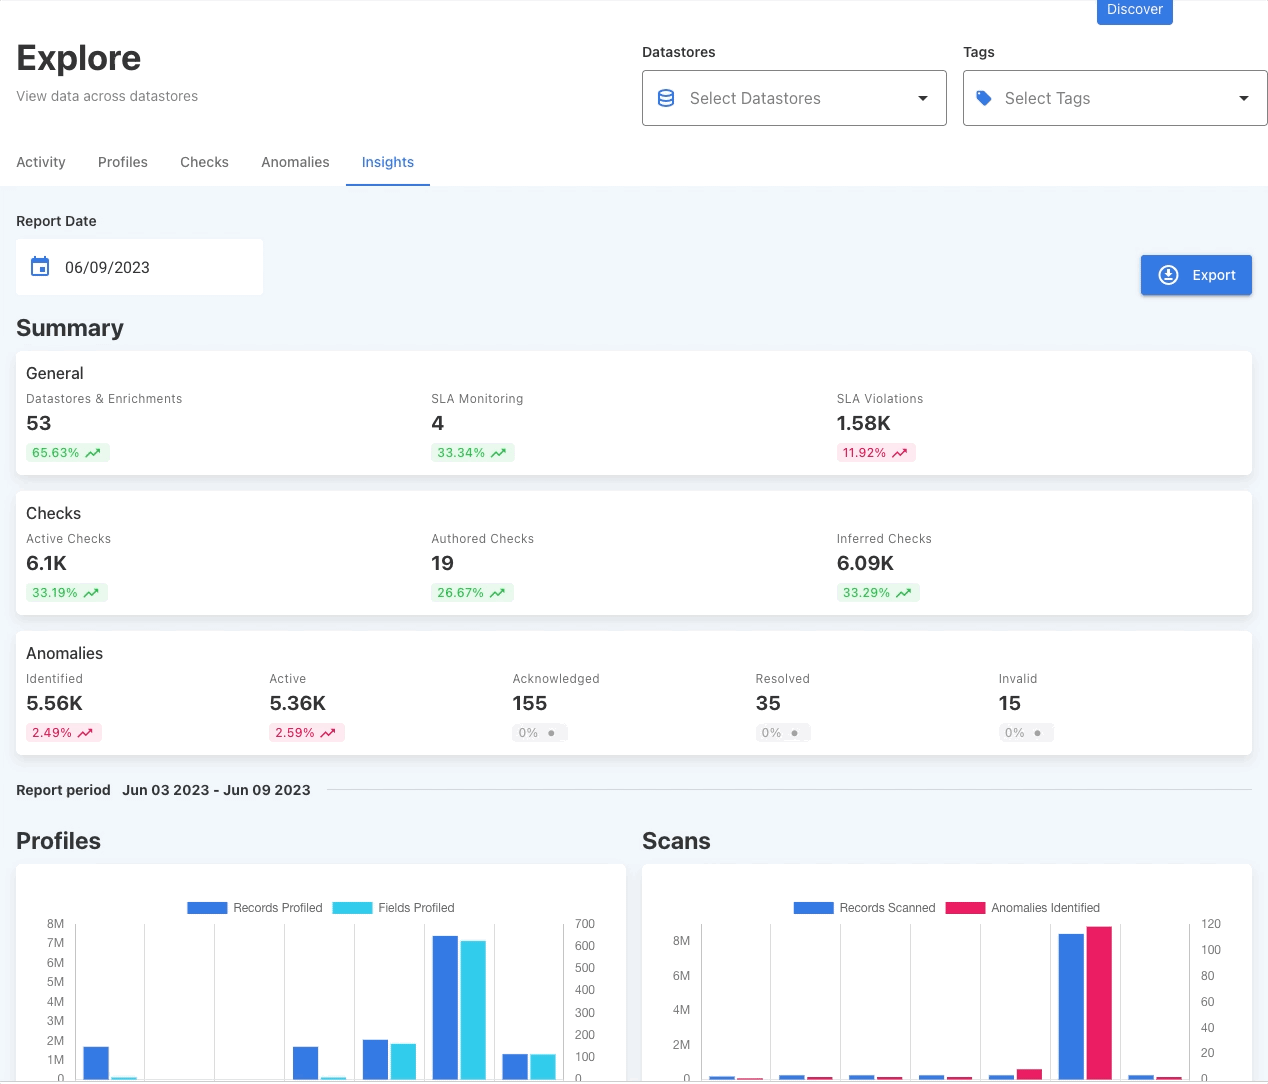 Discover
Explore
View data across datastores
Datastores
Tags
Select Datastores
Select Tags
Activity Profiles Checks Anomalies Insights
Report Date
06/09/2023
Export
Summary
General
Datastores & Enrichments SLA Monitoring SLA Violations
53 4 1.58K
65.63% 33.34% 11.92%
Checks
Active Checks Authored Checks Inferred Checks
6.1K 19 6.09K
33.19% 26.67% 33.29%
Anomalies
Identified Active Acknowledged Resolved Invalid
5.56K 5.36K 155 35 15
2.49% 2.59% 0% 0% 0%
Report period Jun 03 2023 - Jun 09 2023
Profiles
Records Profiled Fields Profiled
8M
7M
6M
5M
4M
3M
2M
1M
0
700
600
500
400
300
200
100
0
Scans
Records Scanned Anomalies Identified
8M
6M
4M
2M
0
120
100
80
60
40
20
0